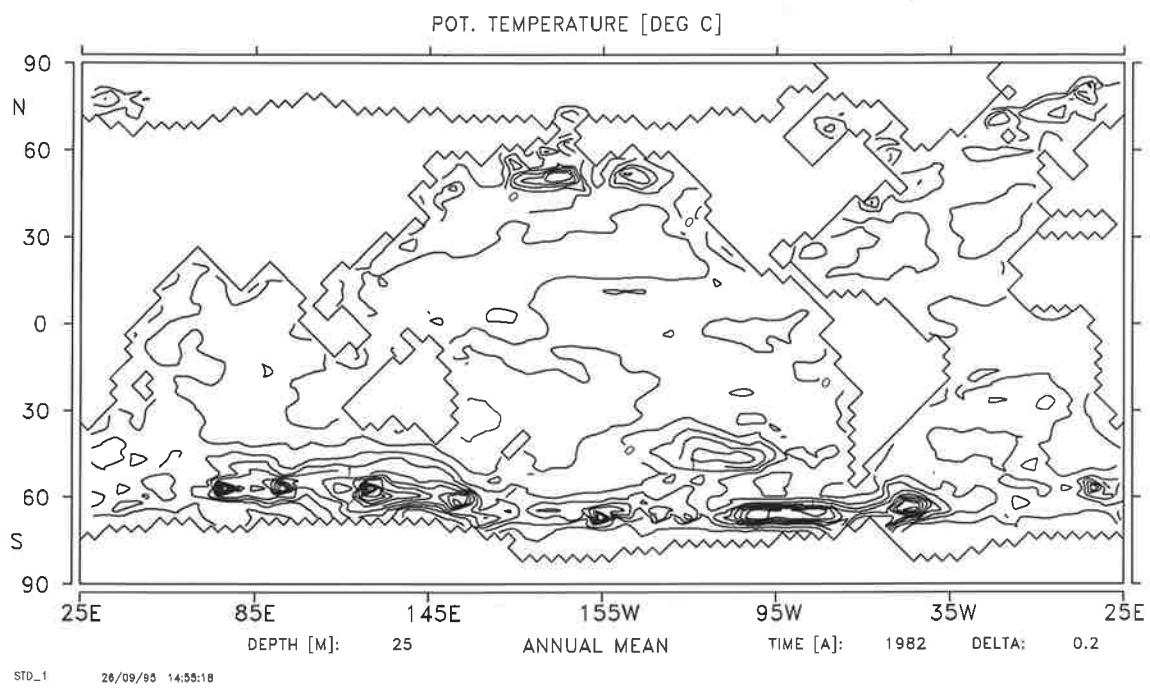 POT. TEMPERATURE [DEG C]
90
N
60
30
0
30
60
S
90
25E 85E 145E 155W 95W 35W 25E
DEPTH [M]: 25 ANNUAL MEAN TIME [A]: 1982 DELTA: 0.2
STD_1 26/09/95 14:55:18